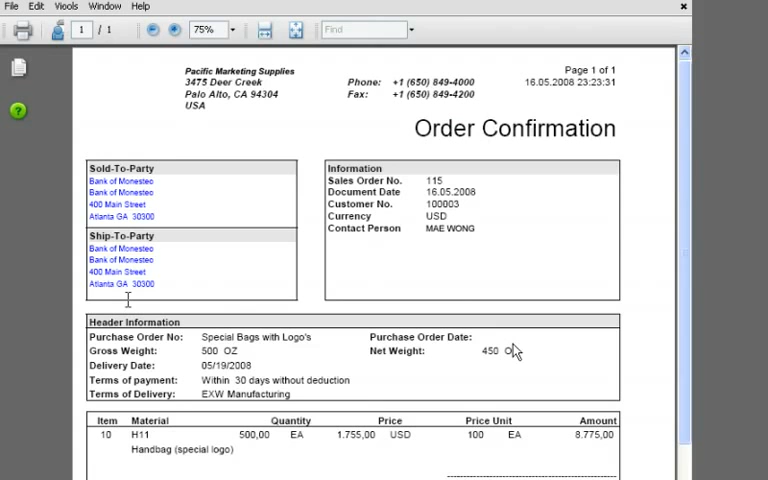 File Edit Viools Window Help
1 / 1 75% Find
Page 1 of 1
16.05.2008 23:23:31
Pacific Marketing Supplies
3475 Deer Creek
Palo Alto, CA 94304
USA
Phone: +1 (650) 849-4000
Fax: +1 (650) 849-4200
Order Confirmation
Sold-To-Party
Bank of Monestec
Bank of Monestec
400 Main Street
Atlanta GA 30300
Ship-To-Party
Bank of Monestec
Bank of Monestec
400 Main Street
Atlanta GA 30300
Information
Sales Order No. 115
Document Date 16.05.2008
Customer No. 100003
Currency USD
Contact Person MAE WONG
Header Information
Purchase Order No: Special Bags with Logo's Purchase Order Date:
Gross Weight: 500 OZ Net Weight: 450
Delivery Date: 05/19/2008
Terms of payment: Within 30 days without deduction
Terms of Delivery: EXW Manufacturing
Item Material Quantity Price Price Unit Amount
10 H11 500,00 EA 1.755,00 USD 100 EA 8.775,00
Handbag (special logo)